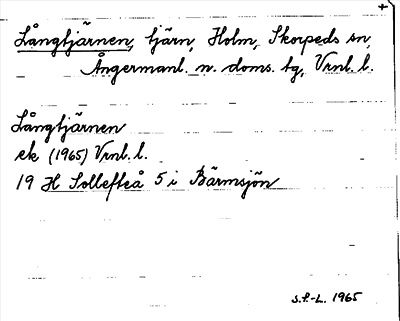 +
Långtjärnen, tjärn, Holm, Skorpeds sn,
Ångermanl. n. doms. tg, Vrnl. l.
Långtjärnen
ek (1965) Vrnl. l.
19 H Sollefteå 5 i Bärmsjön
S.F.-L. 1965